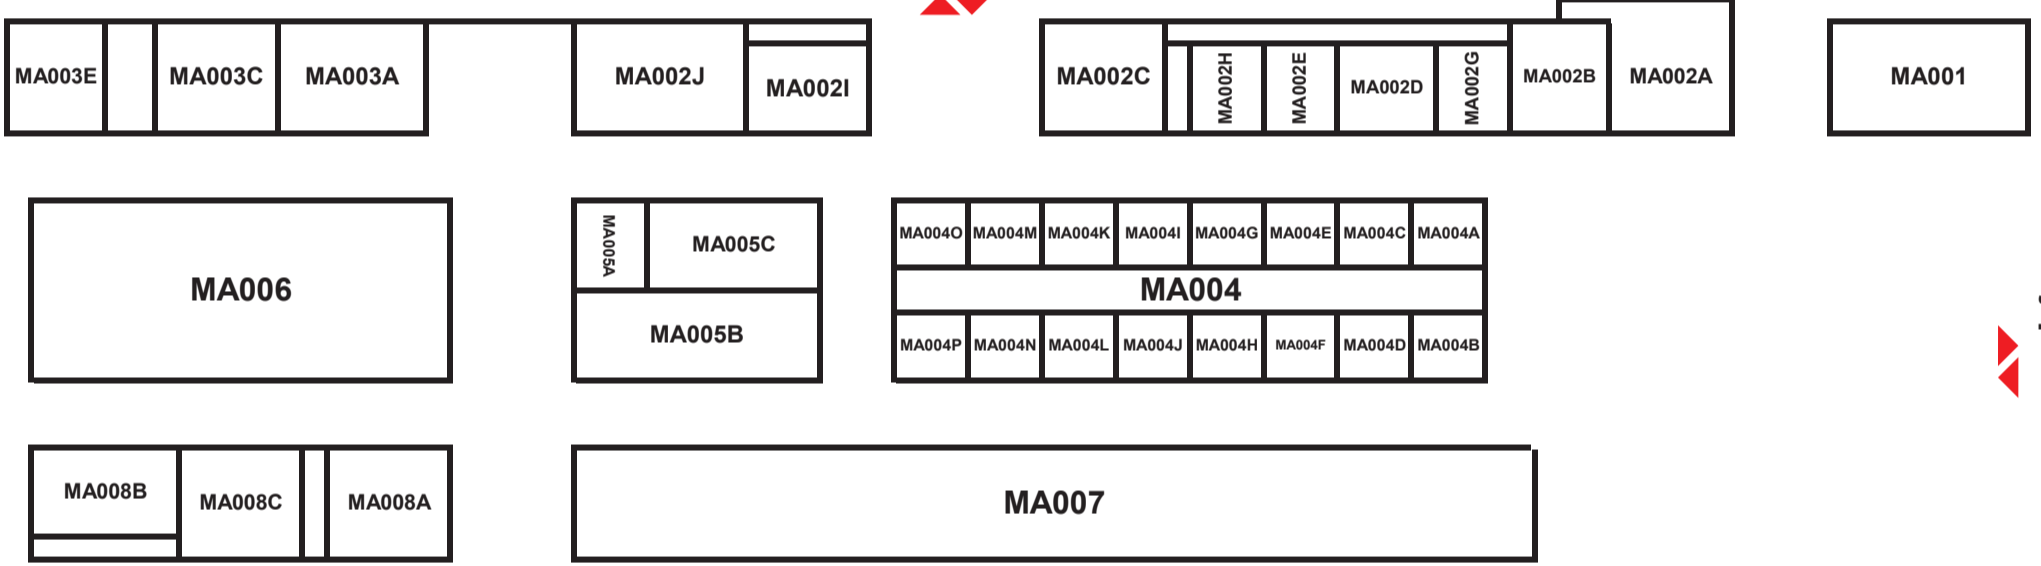 MA003E MA003C MA003A MA002J MA002I MA002C MA002H MA002E MA002D MA002G MA002B MA002A MA001
MA005A MA005C MA004O MA004M MA004K MA004I MA004G MA004E MA004C MA004A
MA006 MA004
MA005B MA004P MA004N MA004L MA004J MA004H MA004F MA004D MA004B
MA008B MA008C MA008A MA007